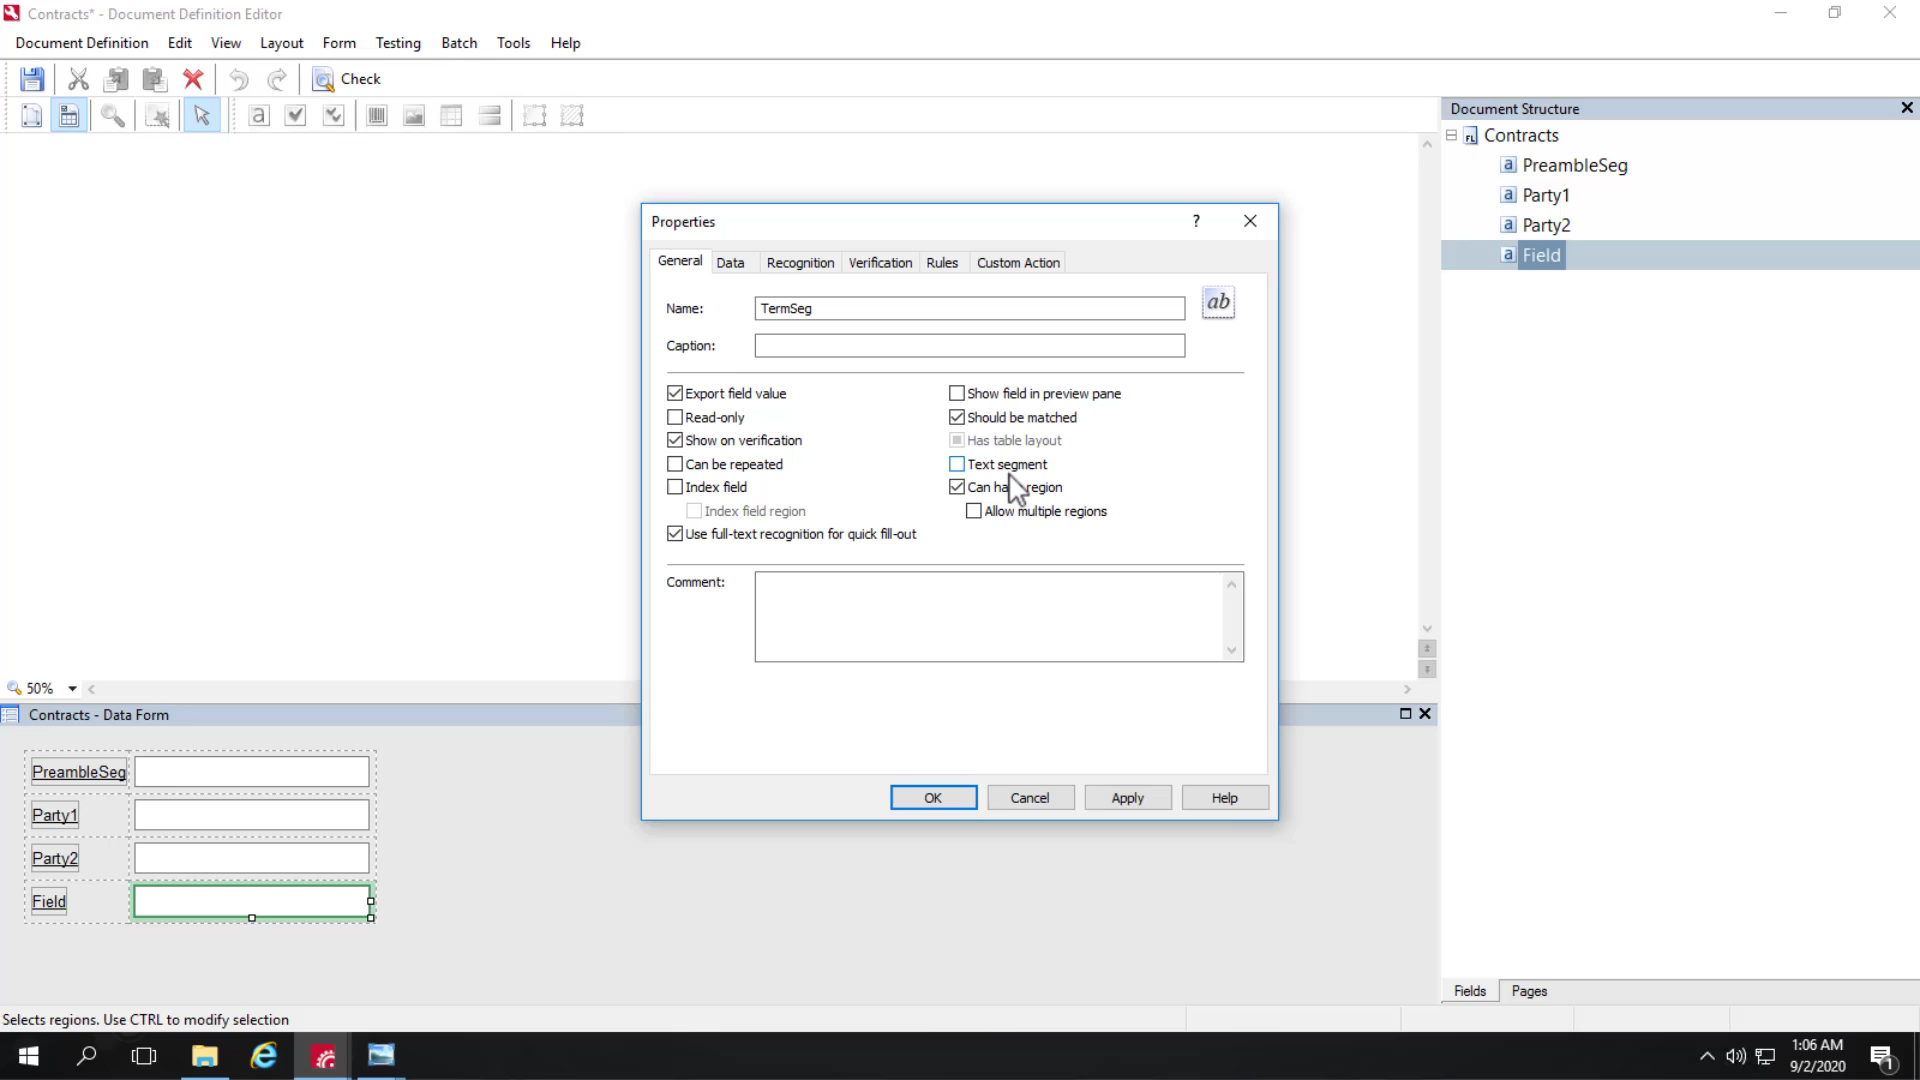 Contracts* - Document Definition Editor
Document Definition Edit View Layout Form Testing Batch Tools Help
Check
Document Structure
Contracts
PreambleSeg
Party1
Party2
Field
Properties
General Data Recognition Verification Rules Custom Action
Name: TermSeg
ab
Caption:
Export field value
Show field in preview pane
Read-only
Should be matched
Show on verification
Has table layout
Can be repeated
Text segment
Index field
Can have region
Index field region
Allow multiple regions
Use full-text recognition for quick fill-out
Comment:
OK Cancel Apply Help
50%
Contracts - Data Form
PreambleSeg
Party1
Party2
Field
Fields Pages
Selects regions. Use CTRL to modify selection
1:06 AM
9/2/2020
1